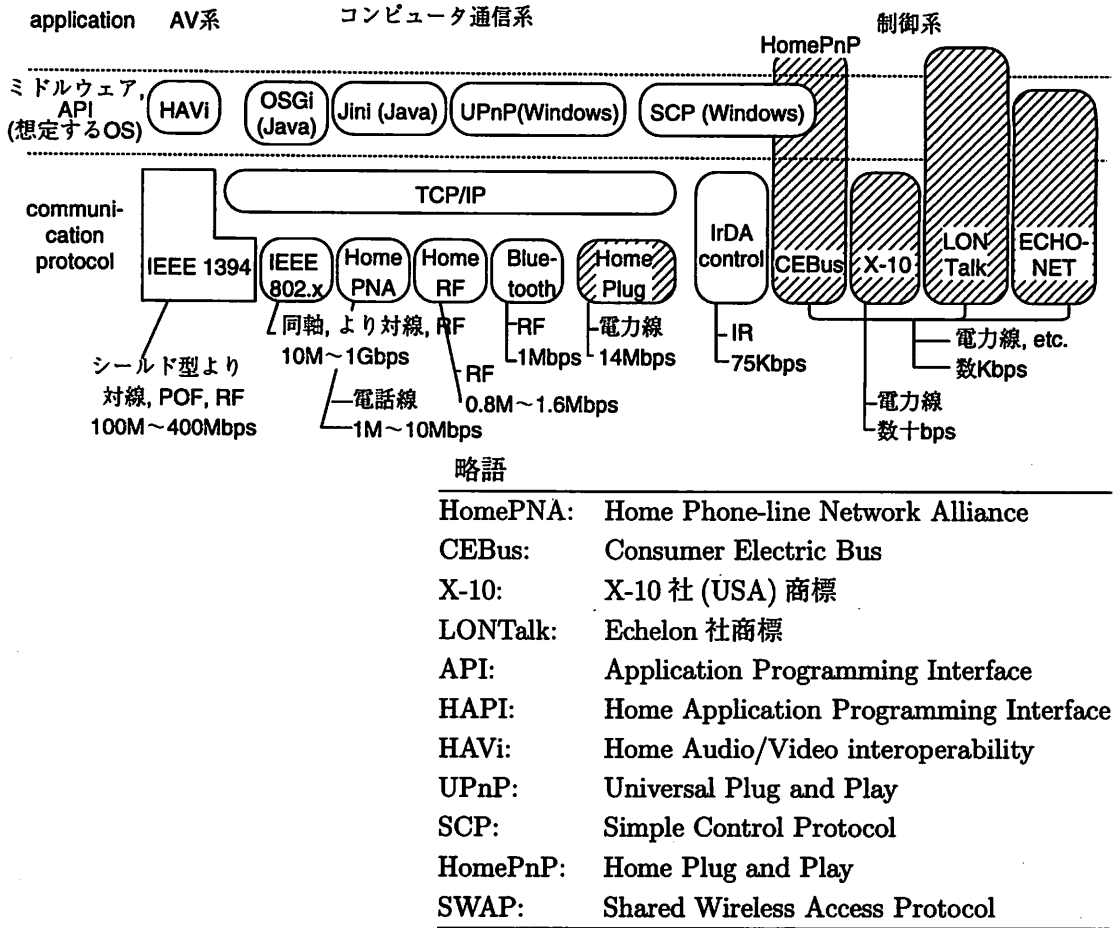 application AV系 コンピュータ通信系 制御系
HomePnP
ミドルウェア,
API
(想定するOS)
HAVi
OSGi
(Java)
Jini (Java)
UPnP(Windows)
SCP (Windows)
communi-
cation
protocol
TCP/IP
IEEE 1394
IEEE
802.x
Home
PNA
Home
RF
Blue-
tooth
Home
Plug
IrDA
control
CEBus
X-10
LON
Talk
ECHO-
NET
シールド型より
対線, POF, RF
100M～400Mbps
同軸, より対線, RF
10M～1Gbps
電話線
1M～10Mbps
RF
0.8M～1.6Mbps
RF
1Mbps
電力線
14Mbps
IR
75Kbps
電力線
数十bps
電力線, etc.
数Kbps
略語
HomePNA: Home Phone-line Network Alliance
CEBus: Consumer Electric Bus
X-10: X-10 社 (USA) 商標
LONTalk: Echelon 社商標
API: Application Programming Interface
HAPI: Home Application Programming Interface
HAVi: Home Audio/Video interoperability
UPnP: Universal Plug and Play
SCP: Simple Control Protocol
HomePnP: Home Plug and Play
SWAP: Shared Wireless Access Protocol